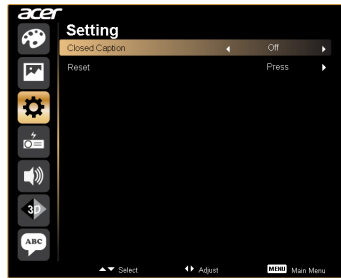 acer
Setting
Closed Caption Off
Reset Press
3D
ABC
Select Adjust MENU Main Menu